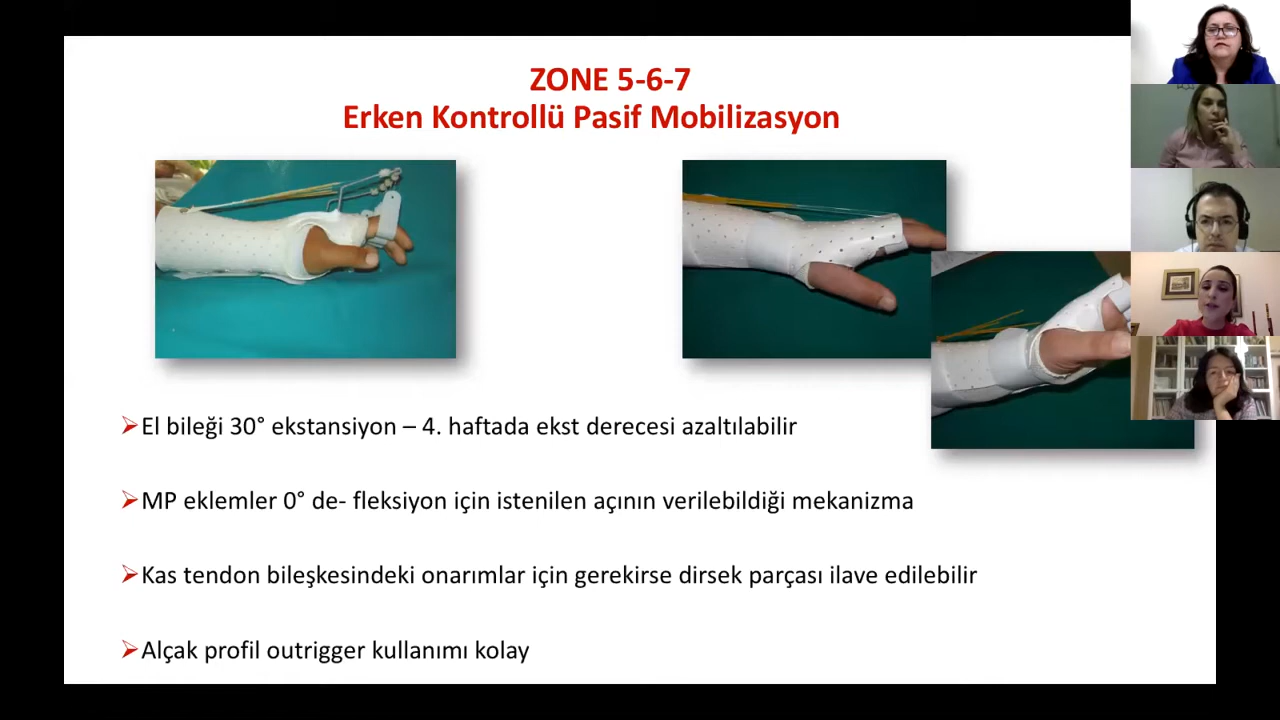 ZONE 5-6-7
Erken Kontrollü Pasif Mobilizasyon
El bileği 30° ekstansiyon – 4. haftada ekst derecesi azaltılabilir
MP eklemler 0° de- fleksiyon için istenilen açının verilebildiği mekanizma
Kas tendon bileşkesindeki onarımlar için gerekirse dirsek parçası ilave edilebilir
Alçak profil outrigger kullanımı kolay